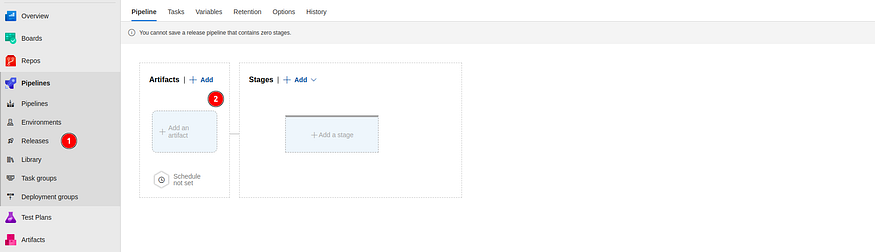 Overview
Boards
Repos
Pipelines
Pipelines
Environments
Releases
1
Library
Task groups
Deployment groups
Test Plans
Artifacts
Pipeline Tasks Variables Retention Options History
You cannot save a release pipeline that contains zero stages.
Artifacts | + Add
2
+ Add an
artifact
Schedule
not set
Stages | + Add
+ Add a stage